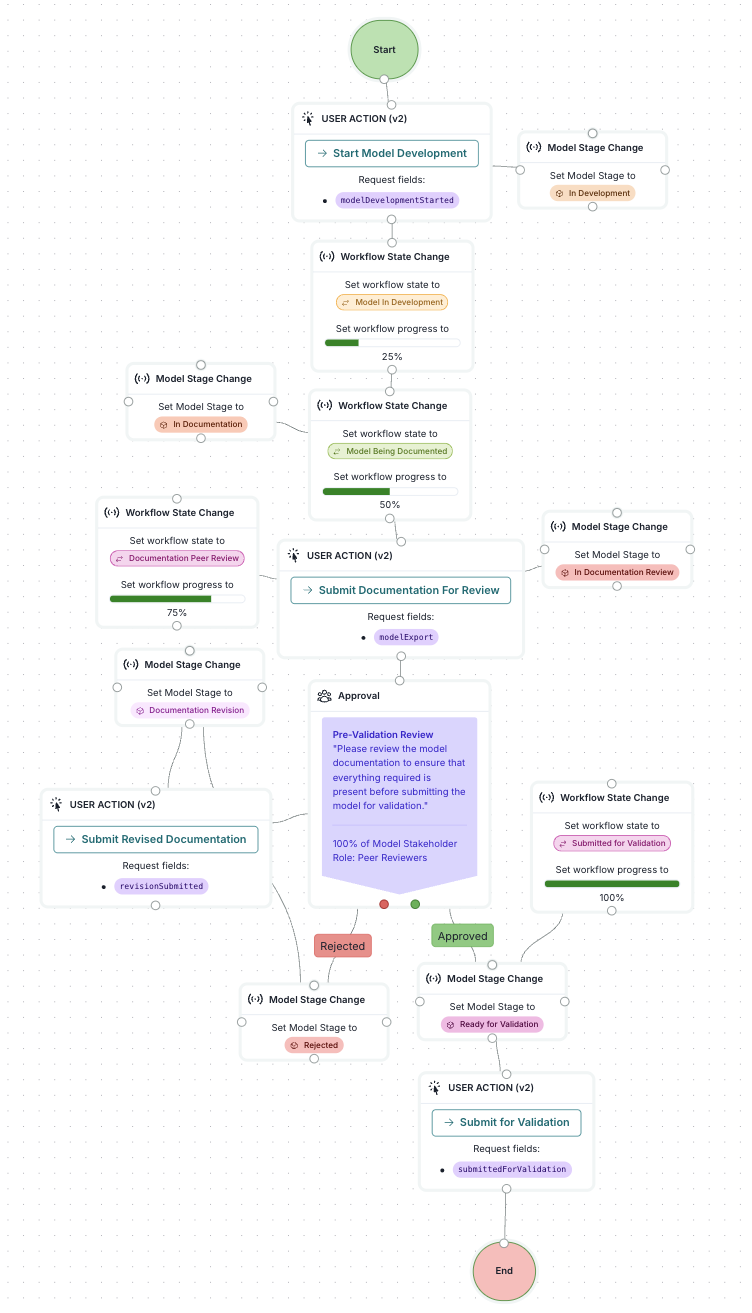 Start
USER ACTION (v2)
Start Model Development
Request fields:
modelDevelopmentStarted
Model Stage Change
Set Model Stage to
In Development
Workflow State Change
Set workflow state to
Model In Development
Set workflow progress to
25%
Model Stage Change
Set Model Stage to
In Documentation
Workflow State Change
Set workflow state to
Model Being Documented
Set workflow progress to
50%
Workflow State Change
Set workflow state to
Documentation Peer Review
Set workflow progress to
75%
USER ACTION (v2)
Submit Documentation For Review
Request fields:
modelExport
Model Stage Change
Set Model Stage to
In Documentation Review
Model Stage Change
Set Model Stage to
Documentation Revision
Approval
Pre-Validation Review
"Please review the model
documentation to ensure that
everything required is
present before submitting the
model for validation."
100% of Model Stakeholder
Role: Peer Reviewers
USER ACTION (v2)
Submit Revised Documentation
Request fields:
revisionSubmitted
Workflow State Change
Set workflow state to
Submitted for Validation
Set workflow progress to
100%
Rejected
Approved
Model Stage Change
Set Model Stage to
Rejected
Model Stage Change
Set Model Stage to
Ready for Validation
USER ACTION (v2)
Submit for Validation
Request fields:
submittedForValidation
End